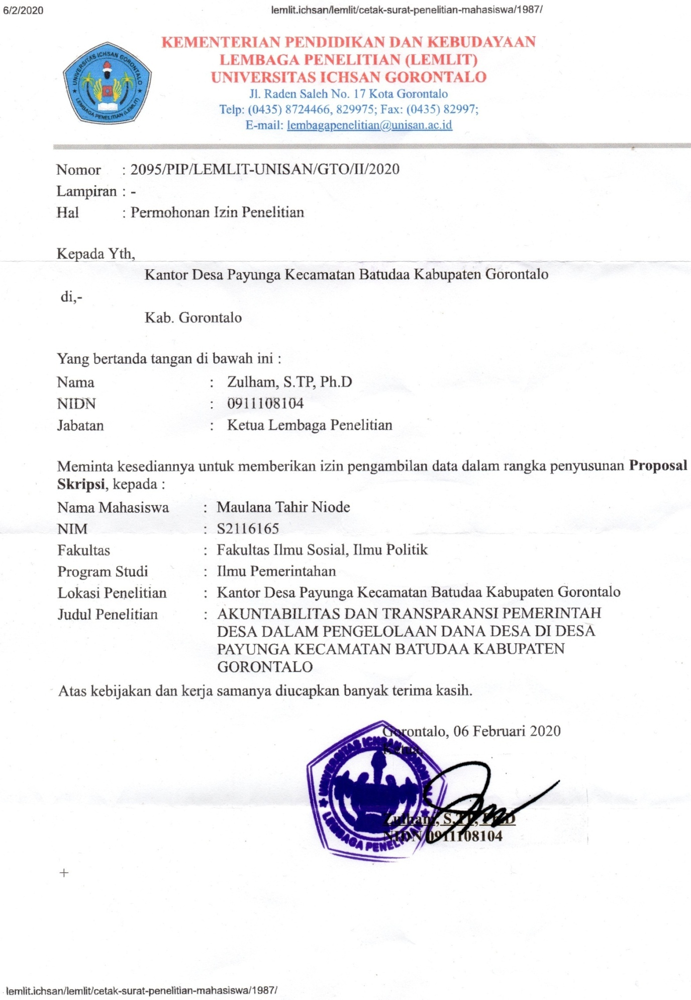 6/2/2020 lemlit.ichsan/lemlit/cetak-surat-penelitian-mahasiswa/1987/
KEMENTERIAN PENDIDIKAN DAN KEBUDAYAAN
LEMBAGA PENELITIAN (LEMLIT)
UNIVERSITAS ICHSAN GORONTALO
Jl. Raden Saleh No. 17 Kota Gorontalo
Telp: (0435) 8724466, 829975; Fax: (0435) 82997;
E-mail: lembagapenelitian@unisan.ac.id
UNIVERSITAS ICHSAN GORONTALO
LEMBAGA PENELITIAN (LEMLIT)
Nomor : 2095/PIP/LEMLIT-UNISAN/GTO/II/2020
Lampiran : -
Hal : Permohonan Izin Penelitian
Kepada Yth,
Kantor Desa Payunga Kecamatan Batudaa Kabupaten Gorontalo
di,-
Kab. Gorontalo
Yang bertanda tangan di bawah ini :
Nama : Zulham, S.TP, Ph.D
NIDN : 0911108104
Jabatan : Ketua Lembaga Penelitian
Meminta kesediannya untuk memberikan izin pengambilan data dalam rangka penyusunan Proposal
Skripsi, kepada :
Nama Mahasiswa : Maulana Tahir Niode
NIM : S2116165
Fakultas : Fakultas Ilmu Sosial, Ilmu Politik
Program Studi : Ilmu Pemerintahan
Lokasi Penelitian : Kantor Desa Payunga Kecamatan Batudaa Kabupaten Gorontalo
Judul Penelitian : AKUNTABILITAS DAN TRANSPARANSI PEMERINTAH
DESA DALAM PENGELOLAAN DANA DESA DI DESA
PAYUNGA KECAMATAN BATUDAA KABUPATEN
GORONTALO
Atas kebijakan dan kerja samanya diucapkan banyak terima kasih.
Gorontalo, 06 Februari 2020
Ketua,
UNIVERSITAS ICHSAN GORONTALO
LEMBAGA PENELITIAN
Zulham, S.TP, Ph.D
NIDN 0911108104
+
lemlit.ichsan/lemlit/cetak-surat-penelitian-mahasiswa/1987/